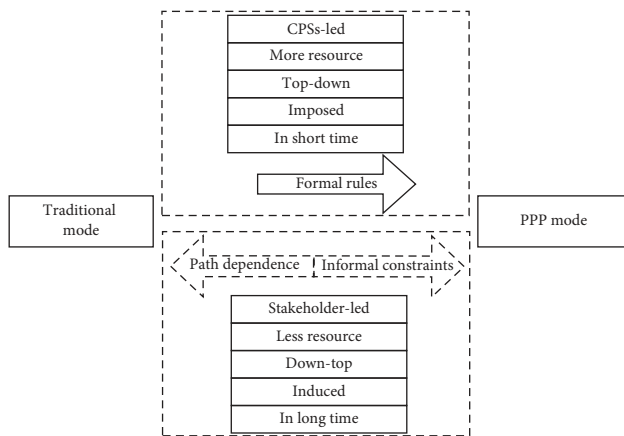 CPSs-led
More resource
Top-down
Imposed
In short time
Formal rules
Traditional
mode
PPP mode
Path dependence
Informal constraints
Stakeholder-led
Less resource
Down-top
Induced
In long time